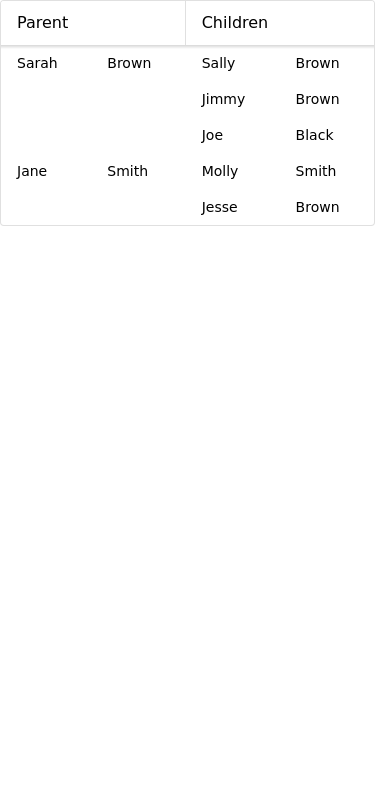 Parent Children
Sarah Brown Sally Brown
Jimmy Brown
Joe Black
Jane Smith Molly Smith
Jesse Brown